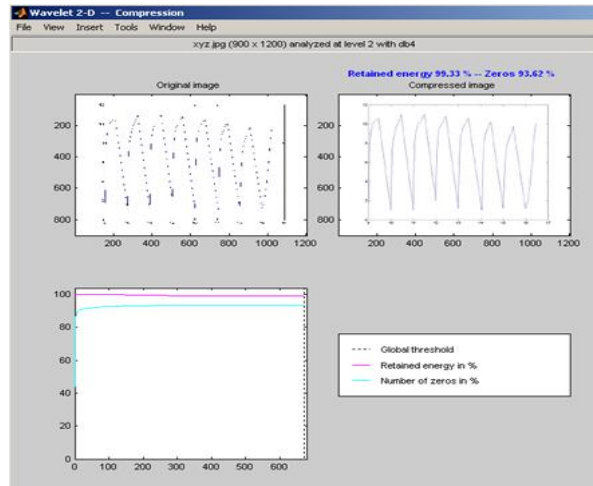 Wavelet 2-D -- Compression
File View Insert Tools Window Help
xyz.jpg (900 x 1200) analyzed at level 2 with db4
Retained energy 99.33 % -- Zeros 93.62 %
Original image
Compressed image
200
400
600
800
200 400 600 800 1000 1200
200
400
600
800
200 400 600 800 1000 1200
100
80
60
40
20
0
0 100 200 300 400 500 600
Global threshold
Retained energy in %
Number of zeros in %